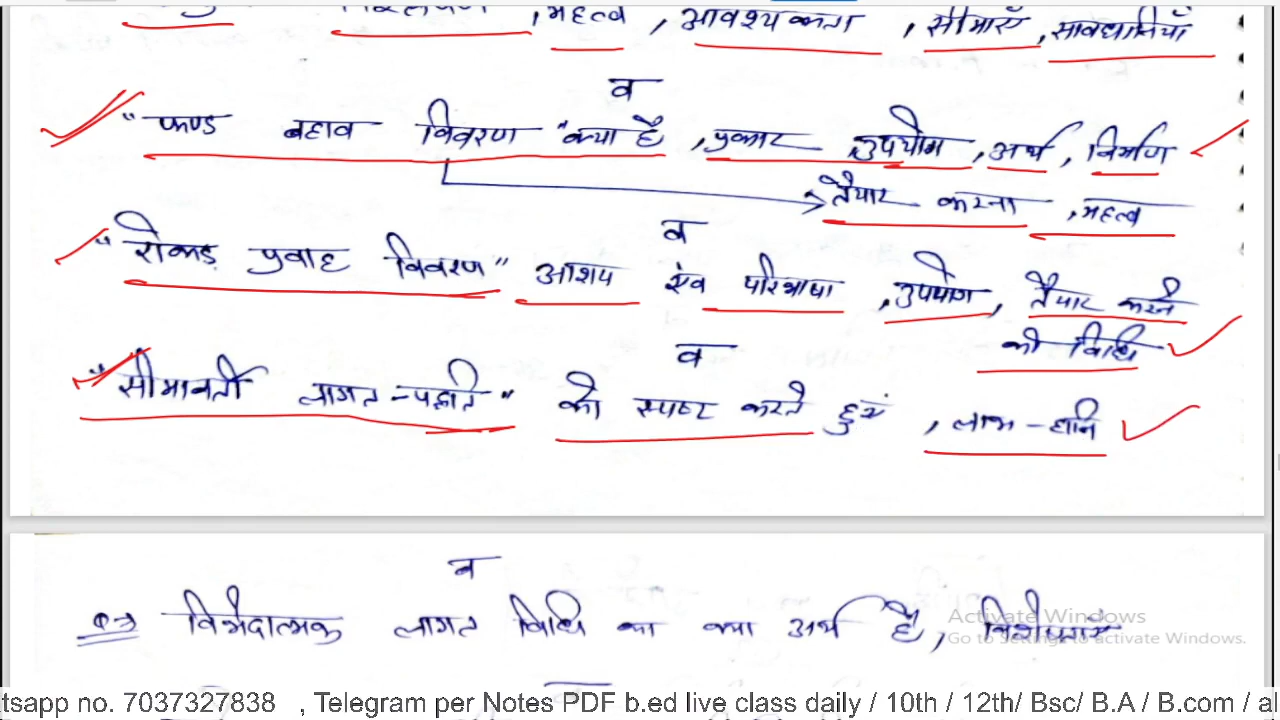 , महत्व , आवश्यकता , सीमाएँ , सावधानियाँ
व
" फण्ड बहाव विवरण " क्या है , प्रकार , उपयोग , अर्थ , निर्माण
तैयार करना , महत्व
व
" रोकड़ प्रवाह विवरण " आशय एंव परिभाषा , उपयोग , तैयार करने
की विधि
व
" सीमावर्ती लागत - पद्धति " को स्पष्ट करते हुयें , लाभ - हानि
व
विभेदात्मक लागत विधि का क्या अर्थ है , विशेषताएं
Activate Windows
Go to Settings to activate Windows.
tsapp no. 7037327838 , Telegram per Notes PDF b.ed live class daily / 10th / 12th/ Bsc/ B.A / B.com / a